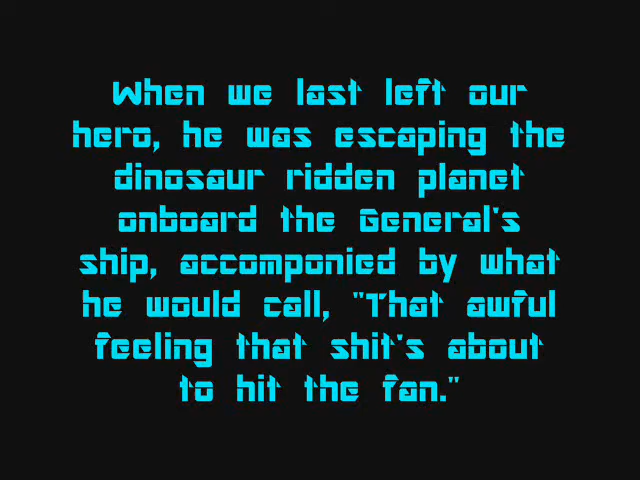 When we last left our
hero, he was escaping the
dinosaur ridden planet
onboard the General's
ship, accomponied by what
he would call, "That awful
feeling that shit's about
to hit the fan."